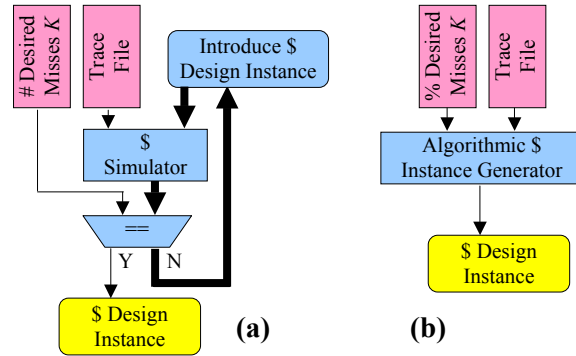 # Desired
Misses K
Trace
File
Introduce $
Design Instance
$
Simulator
==
Y
N
$ Design
Instance
(a)
% Desired
Misses K
Trace
File
Algorithmic $
Instance Generator
$ Design
Instance
(b)